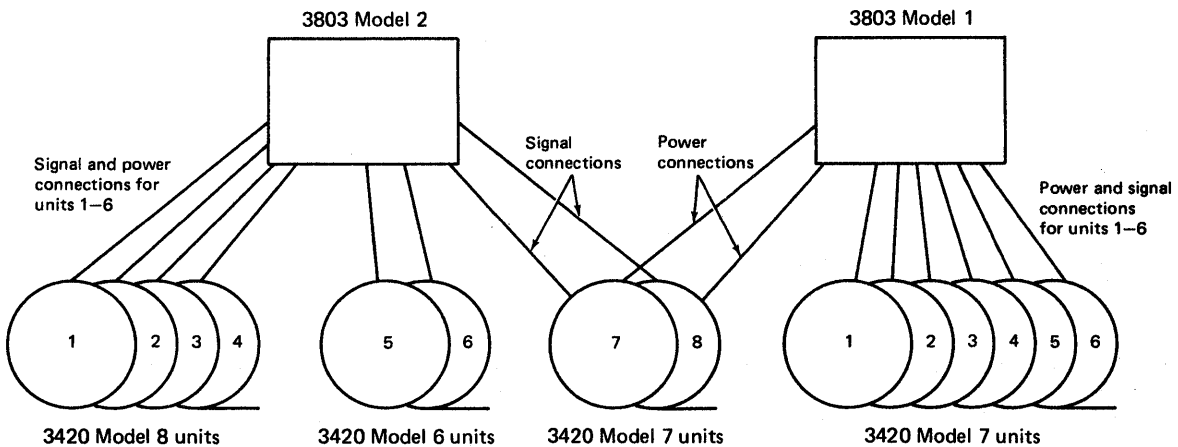 3803 Model 2
3803 Model 1
Signal and power
connections for
units 1–6
Signal
connections
Power
connections
Power and signal
connections
for units 1–6
1
2
3
4
5
6
7
8
1
2
3
4
5
6
3420 Model 8 units
3420 Model 6 units
3420 Model 7 units
3420 Model 7 units